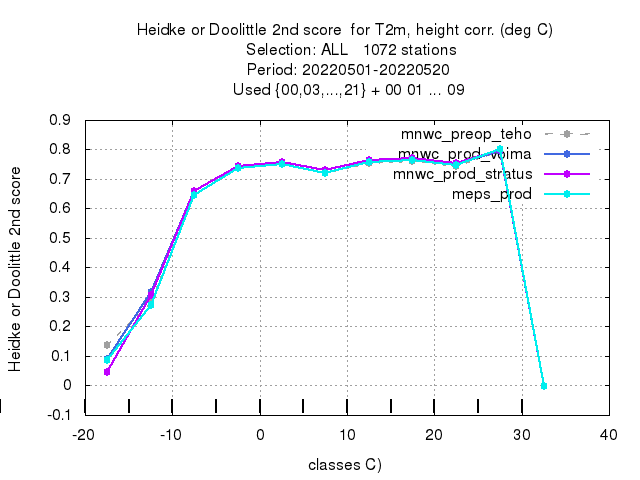 Heidke or Doolittle 2nd score  for T2m, height corr. (deg C)
Selection: ALL   1072 stations
Period: 20220501-20220520
Used {00,03,...,21} + 00 01 ... 09
mnwc_preop_teho
mnwc_prod_voima
mnwc_prod_stratus
meps_prod
Heidke or Doolittle 2nd score
0.9
0.8
0.7
0.6
0.5
0.4
0.3
0.2
0.1
0
-0.1
-20 -10 0 10 20 30 40
classes C)